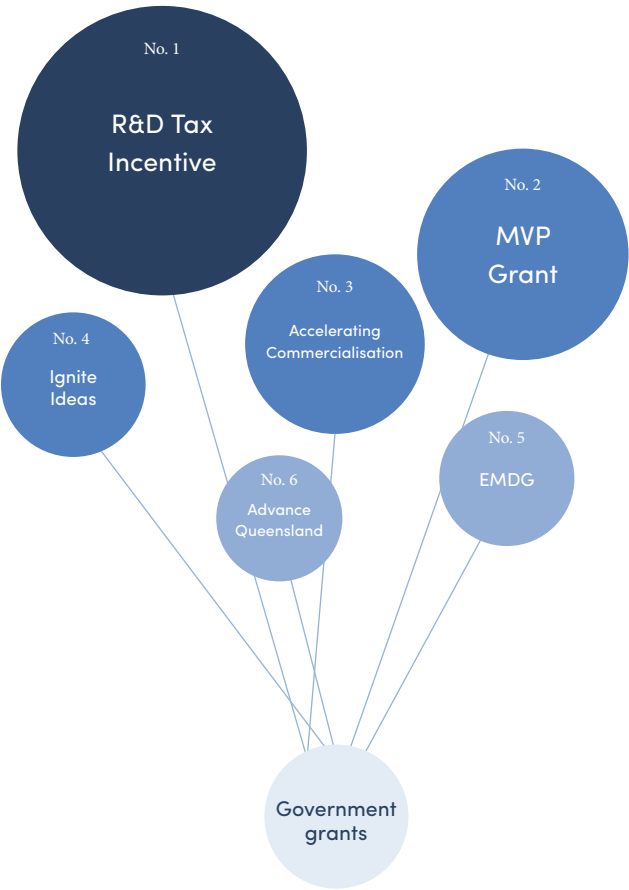 No. 1
R&D Tax
Incentive
No. 2
MVP
Grant
No. 3
Accelerating
Commercialisation
No. 4
Ignite
Ideas
No. 5
EMDG
No. 6
Advance
Queensland
Government
grants